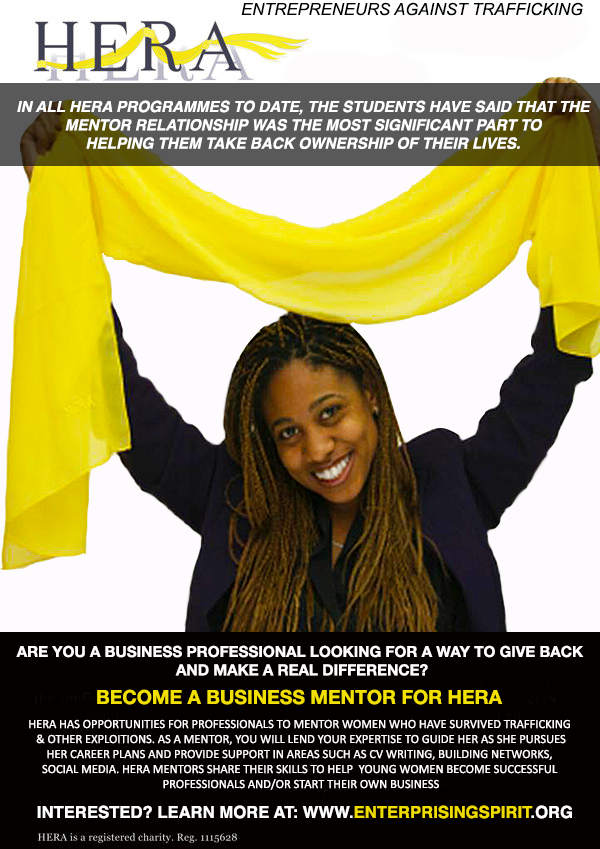 ENTREPRENEURS AGAINST TRAFFICKING
HERA
IN ALL HERA PROGRAMMES TO DATE, THE STUDENTS HAVE SAID THAT THE
MENTOR RELATIONSHIP WAS THE MOST SIGNIFICANT PART TO
HELPING THEM TAKE BACK OWNERSHIP OF THEIR LIVES.
ARE YOU A BUSINESS PROFESSIONAL LOOKING FOR A WAY TO GIVE BACK
AND MAKE A REAL DIFFERENCE?
BECOME A BUSINESS MENTOR FOR HERA
HERA HAS OPPORTUNITIES FOR PROFESSIONALS TO MENTOR WOMEN WHO HAVE SURVIVED TRAFFICKING
& OTHER EXPLOITIONS. AS A MENTOR, YOU WILL LEND YOUR EXPERTISE TO GUIDE HER AS SHE PURSUES
HER CAREER PLANS AND PROVIDE SUPPORT IN AREAS SUCH AS CV WRITING, BUILDING NETWORKS,
SOCIAL MEDIA. HERA MENTORS SHARE THEIR SKILLS TO HELP YOUNG WOMEN BECOME SUCCESSFUL
PROFESSIONALS AND/OR START THEIR OWN BUSINESS
INTERESTED? LEARN MORE AT: WWW.ENTERPRISINGSPIRIT.ORG
HERA is a registered charity. Reg. 1115628